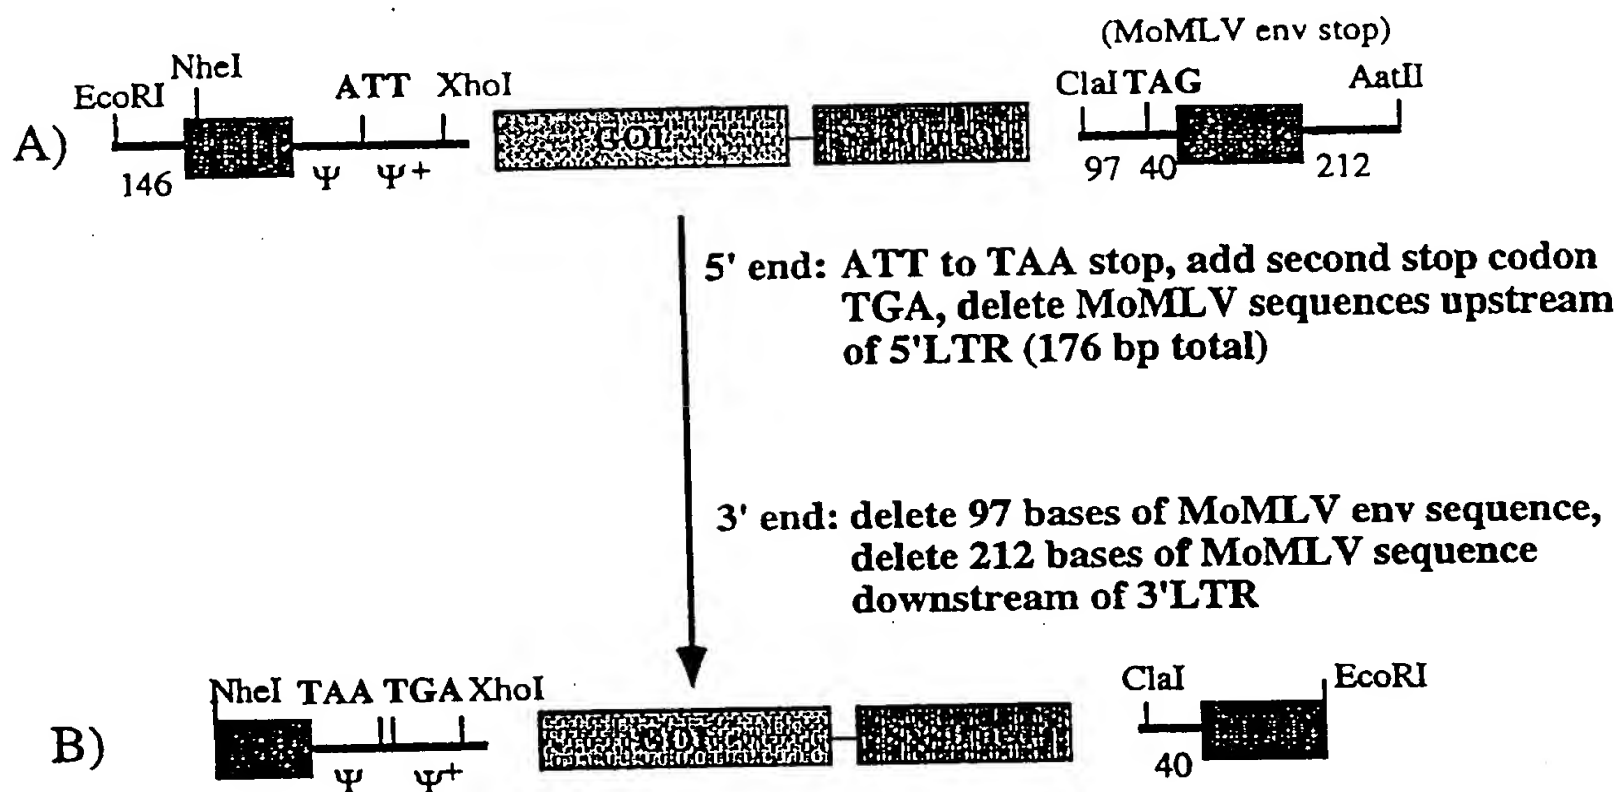 (MoMLV env stop)
EcoRI NheI ATT XhoI ClaI TAG AatII
A) GOI
146 Ψ Ψ+ 97 40 212
5' end: ATT to TAA stop, add second stop codon
TGA, delete MoMLV sequences upstream
of 5'LTR (176 bp total)
3' end: delete 97 bases of MoMLV env sequence,
delete 212 bases of MoMLV sequence
downstream of 3'LTR
NheI TAA TGA XhoI ClaI EcoRI
B) GOI
Ψ Ψ+ 40